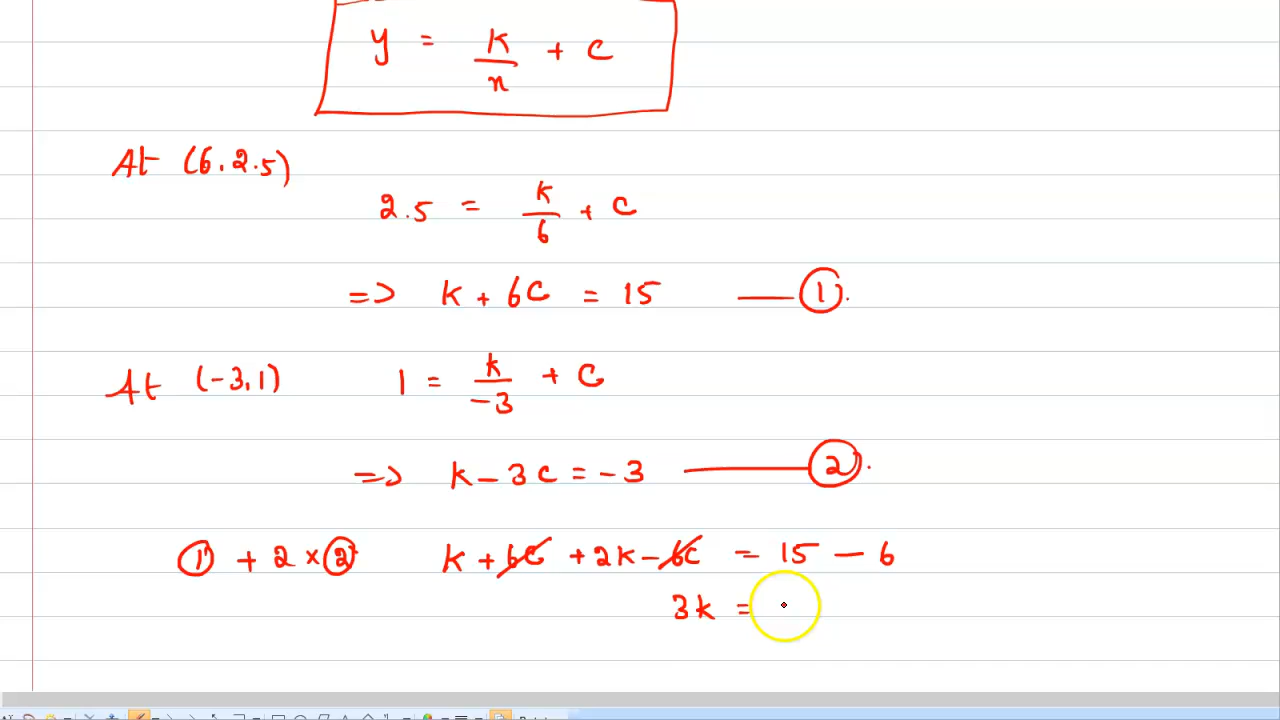 y = k/x + C
At (6, 2.5)
2.5 = k/6 + C
=> k + 6C = 15 —— ①.
At (-3, 1) 1 = k/-3 + C
=> k - 3C = -3 ——— ②.
① + 2 × ② k + 6C + 2k - 6C = 15 - 6
3k =